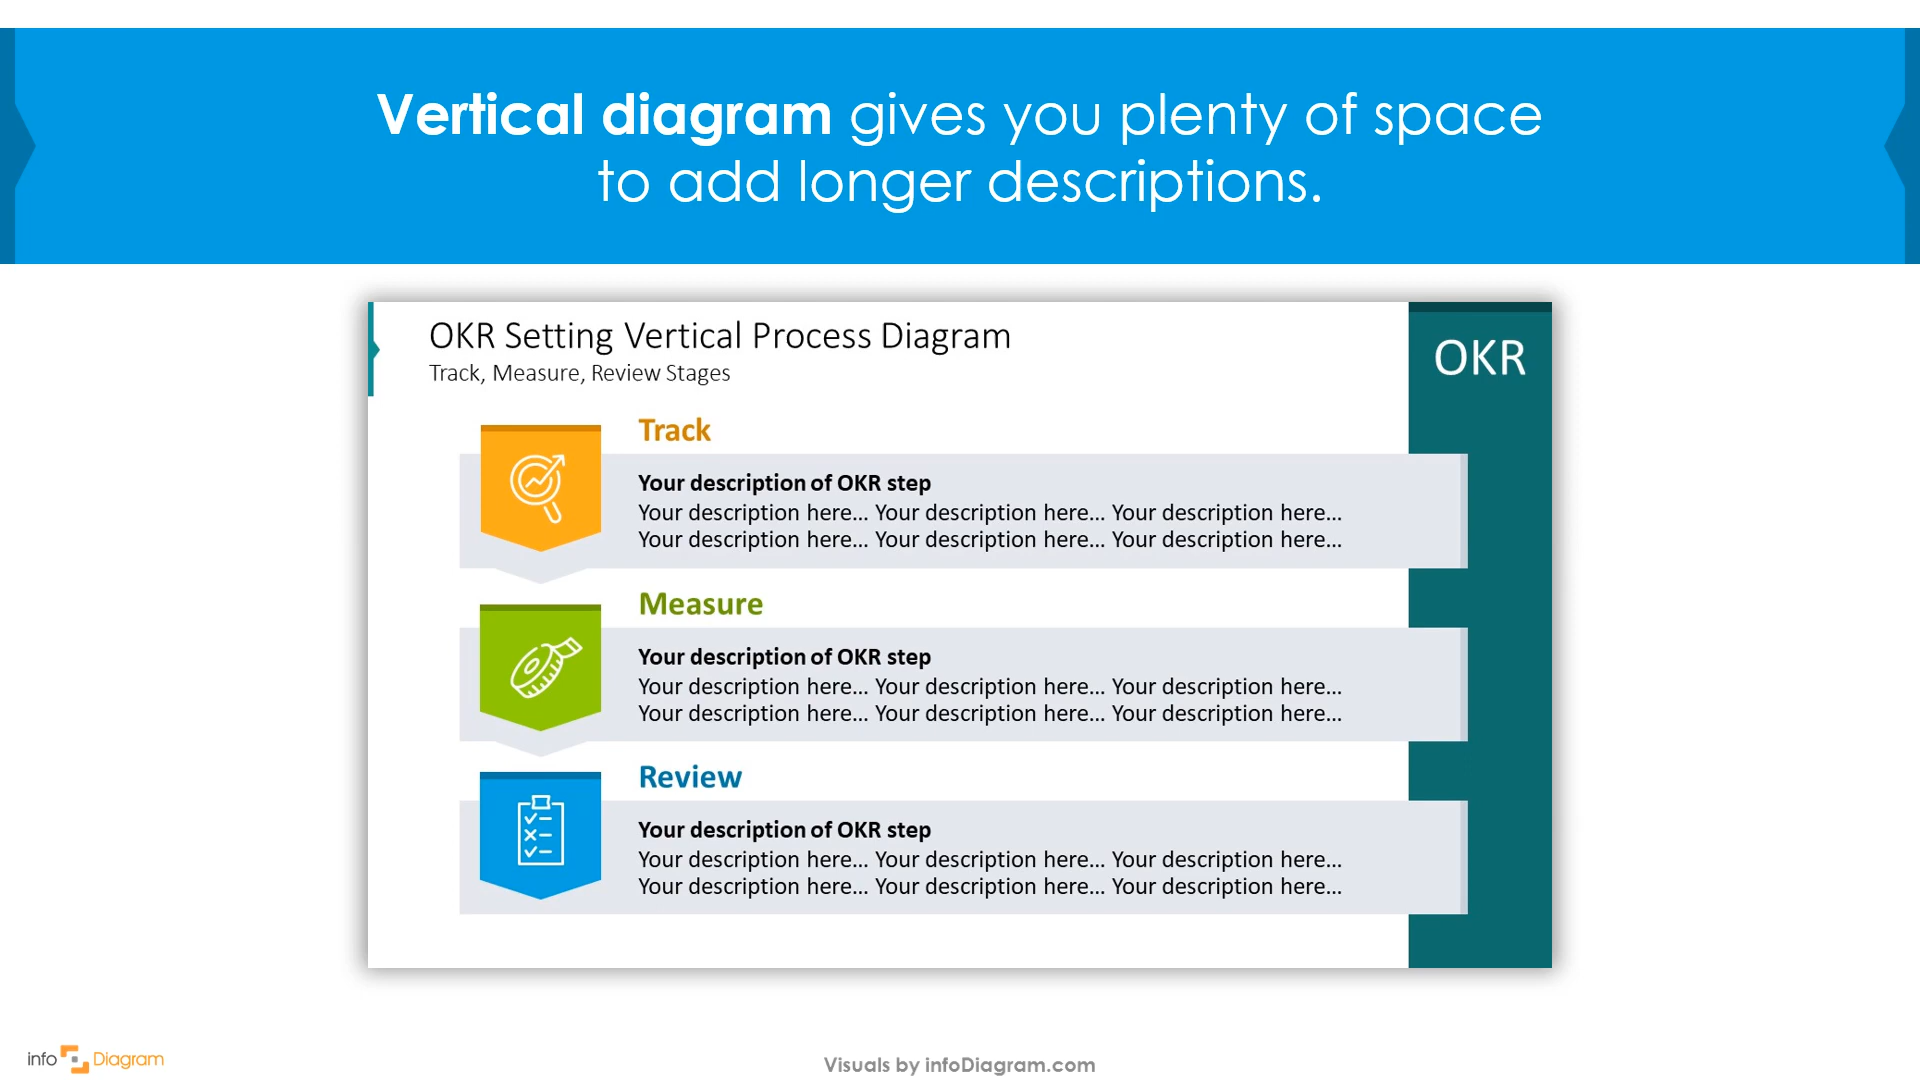 Vertical diagram gives you plenty of space
to add longer descriptions.
OKR Setting Vertical Process Diagram
Track, Measure, Review Stages
OKR
Track
Your description of OKR step
Your description here... Your description here... Your description here...
Your description here... Your description here... Your description here...
Measure
Your description of OKR step
Your description here... Your description here... Your description here...
Your description here... Your description here... Your description here...
Review
Your description of OKR step
Your description here... Your description here... Your description here...
Your description here... Your description here... Your description here...
info Diagram
Visuals by infoDiagram.com